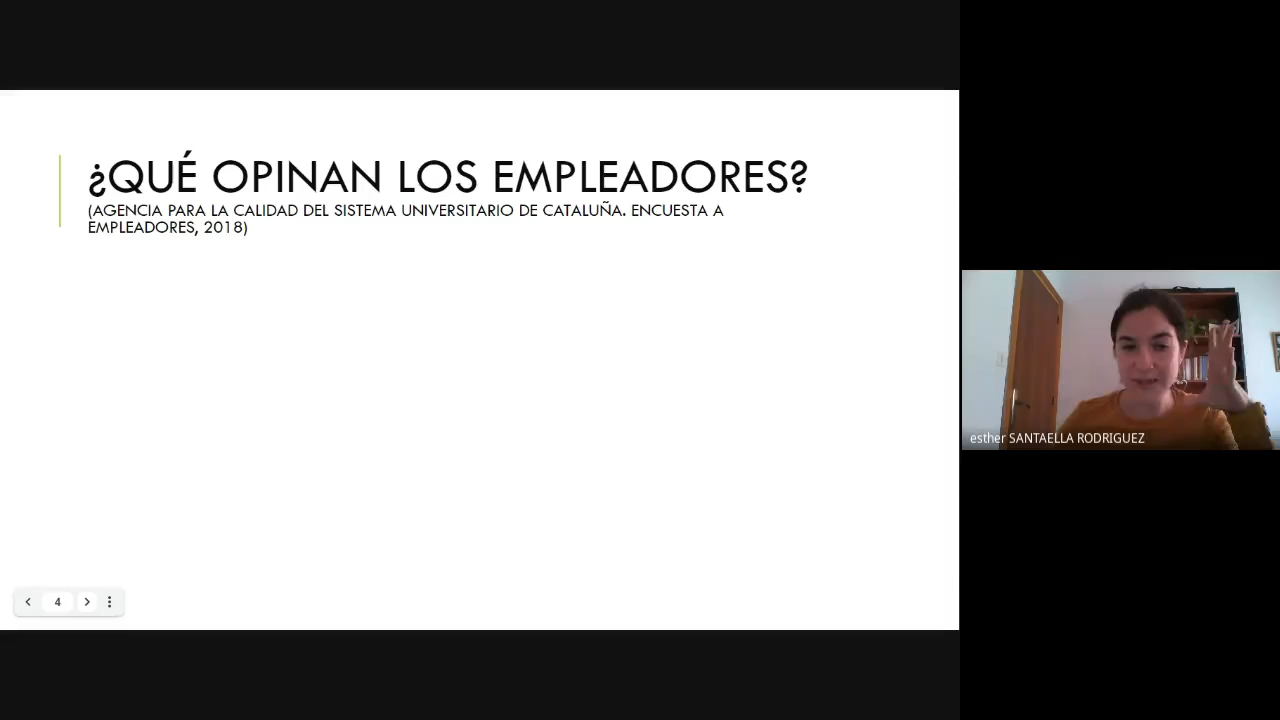 ¿QUÉ OPINAN LOS EMPLEADORES?
(AGENCIA PARA LA CALIDAD DEL SISTEMA UNIVERSITARIO DE CATALUÑA. ENCUESTA A
EMPLEADORES, 2018)
esther SANTAELLA RODRIGUEZ
4